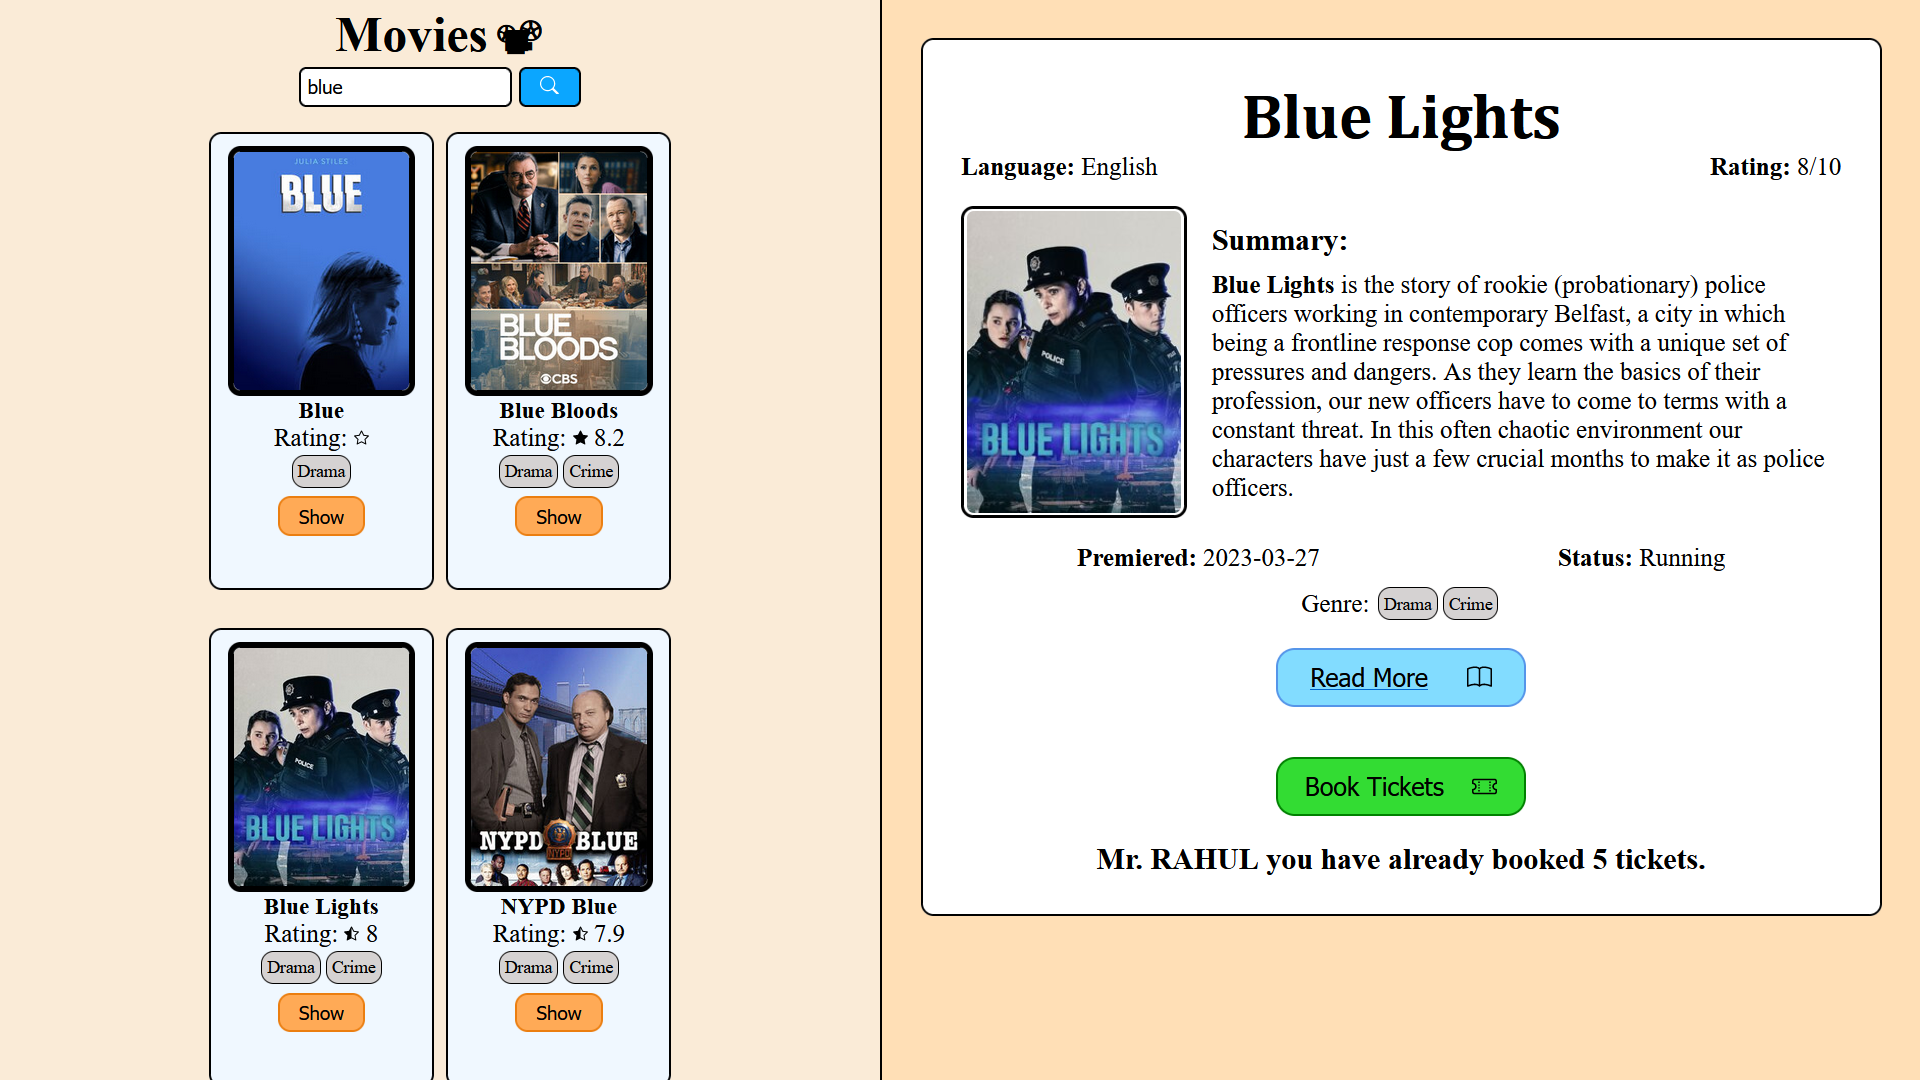 Movies
blue
JULIA STILES
BLUE
Blue
Rating:
Drama
Show
BLUE
BLOODS
CBS
Blue Bloods
Rating: 8.2
Drama Crime
Show
POLICE
BLUE LIGHTS
Blue Lights
Rating: 8
Drama Crime
Show
NYPD BLUE
NYPD
NYPD Blue
Rating: 7.9
Drama Crime
Show
Blue Lights
Language: English
Rating: 8/10
POLICE
BLUE LIGHTS
Summary:
Blue Lights is the story of rookie (probationary) police
officers working in contemporary Belfast, a city in which
being a frontline response cop comes with a unique set of
pressures and dangers. As they learn the basics of their
profession, our new officers have to come to terms with a
constant threat. In this often chaotic environment our
characters have just a few crucial months to make it as police
officers.
Premiered: 2023-03-27
Status: Running
Genre: Drama Crime
Read More
Book Tickets
Mr. RAHUL you have already booked 5 tickets.